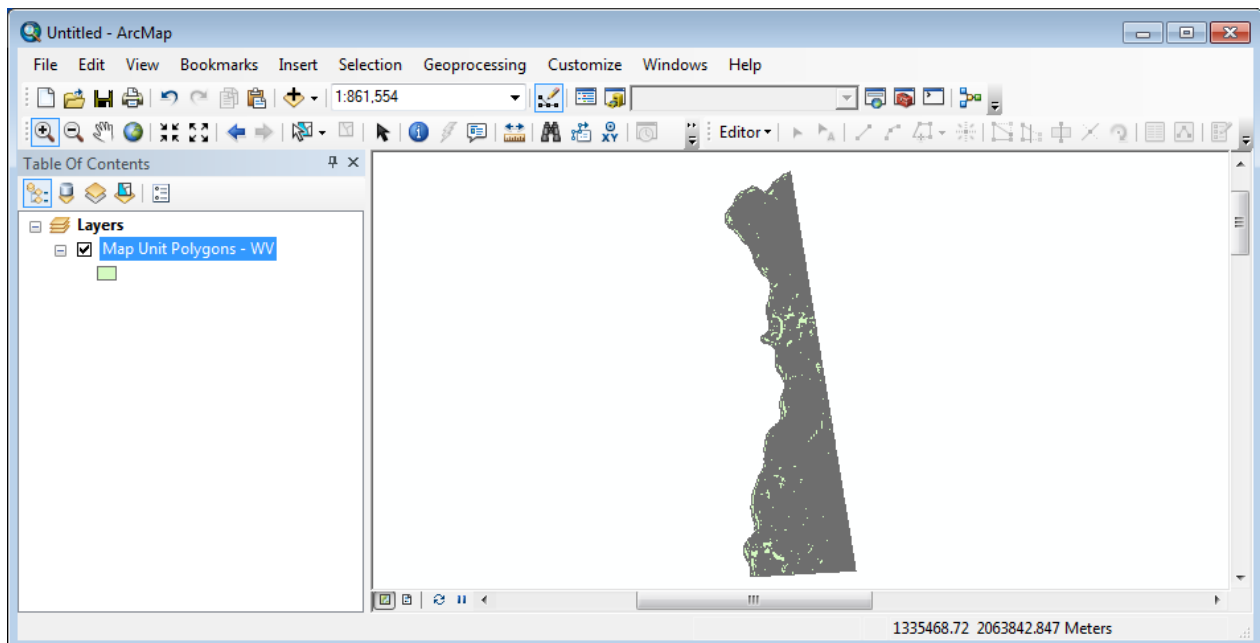 Untitled - ArcMap
File Edit View Bookmarks Insert Selection Geoprocessing Customize Windows Help
1:861,554
Editor
Table Of Contents
Layers
Map Unit Polygons - WV
1335468.72 2063842.847 Meters